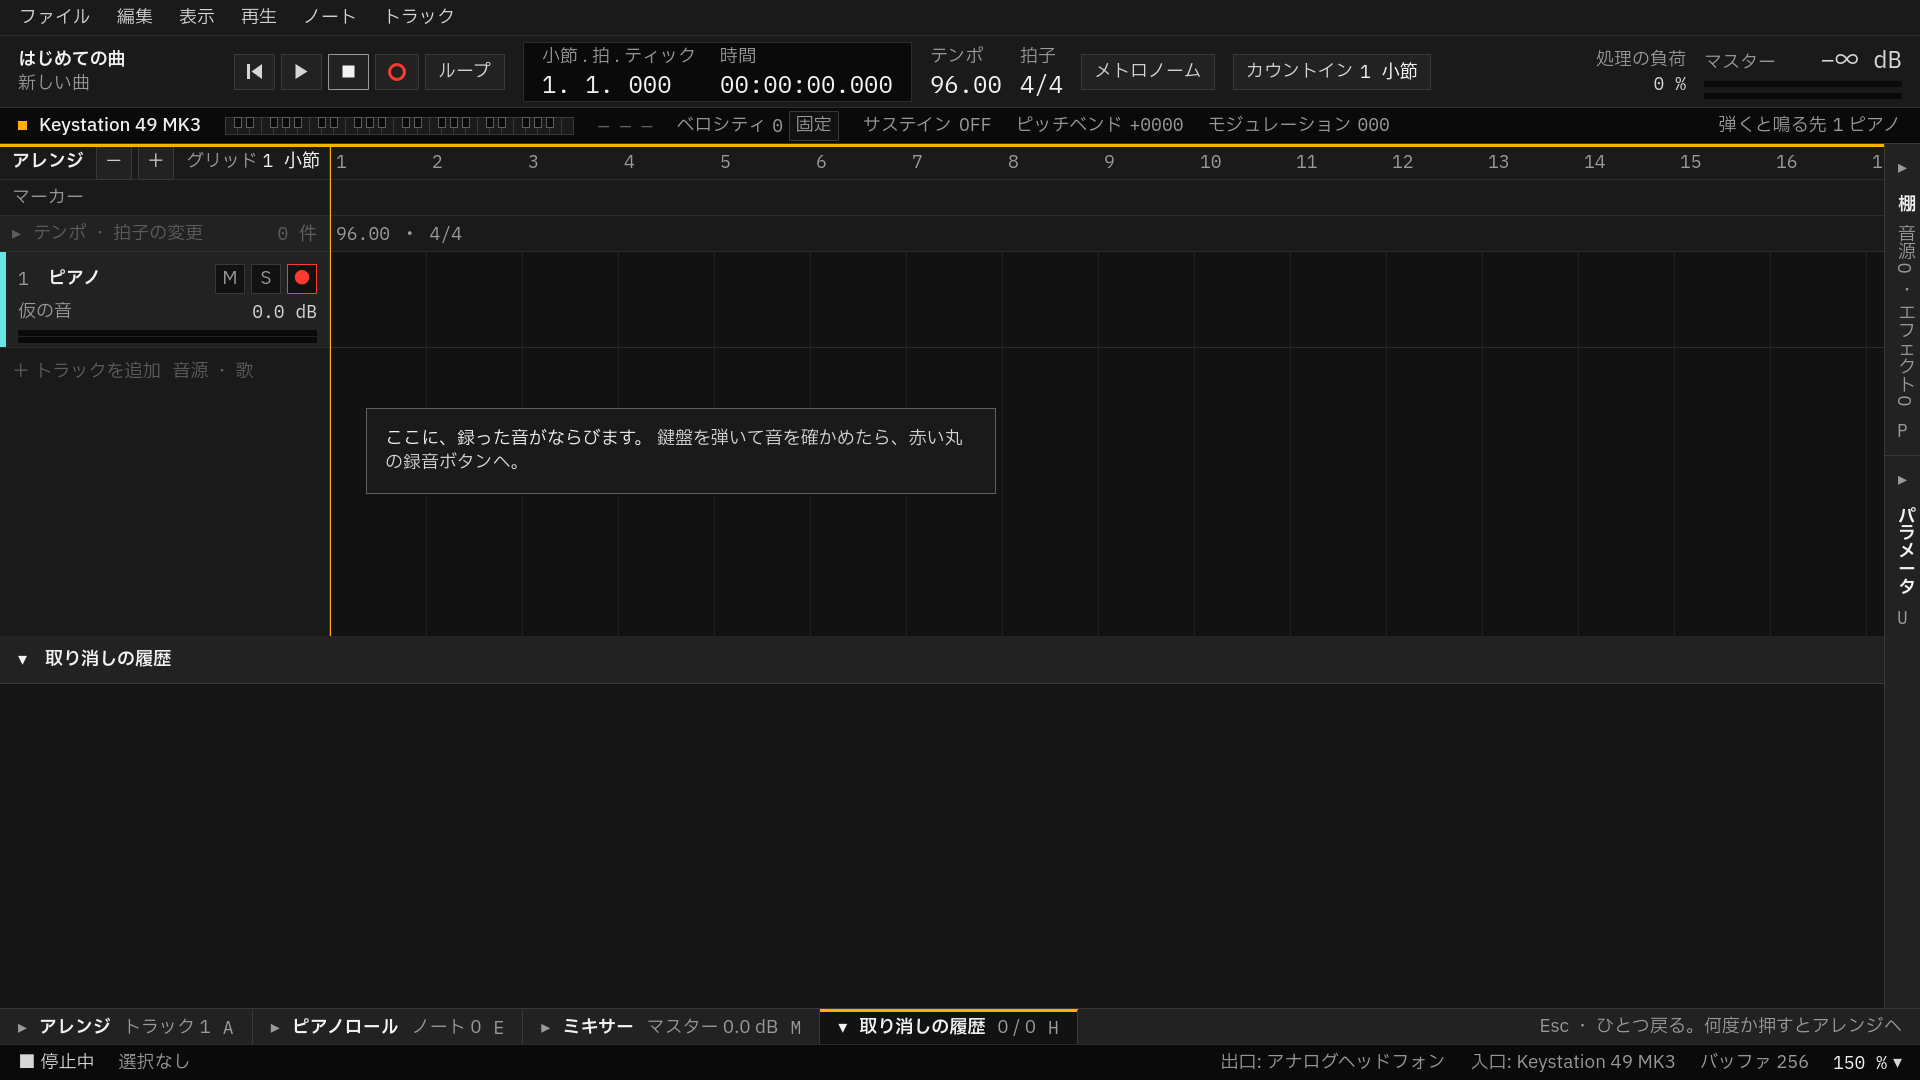 ファイル 編集 表示 再生 ノート トラック
はじめての曲
新しい曲
ループ
小節 . 拍 . ティック 時間
1. 1. 000 00:00:00.000
テンポ 拍子
96.00 4/4
メトロノーム
カウントイン 1 小節
処理の負荷
0 %
マスター −∞ dB
Keystation 49 MK3
— — —
ベロシティ 0 固定
サステイン OFF
ピッチベンド +0000
モジュレーション 000
弾くと鳴る先 1 ピアノ
アレンジ − + グリッド 1 小節
1 2 3 4 5 6 7 8 9 10 11 12 13 14 15 16 1
マーカー
▶ テンポ · 拍子の変更 0 件
96.00 · 4/4
1 ピアノ M S
仮の音 0.0 dB
+ トラックを追加 音源 · 歌
ここに、録った音がならびます。 鍵盤を弾いて音を確かめたら、赤い丸
の録音ボタンへ。
▶ 棚 音源 0 · エフェクト 0 P
▶ パラメータ U
▼ 取り消しの履歴
▶ アレンジ トラック 1 A
▶ ピアノロール ノート 0 E
▶ ミキサー マスター 0.0 dB M
▼ 取り消しの履歴 0 / 0 H
Esc · ひとつ戻る。何度か押すとアレンジへ
■ 停止中 選択なし
出口: アナログヘッドフォン 入口: Keystation 49 MK3 バッファ 256 150 % ▼